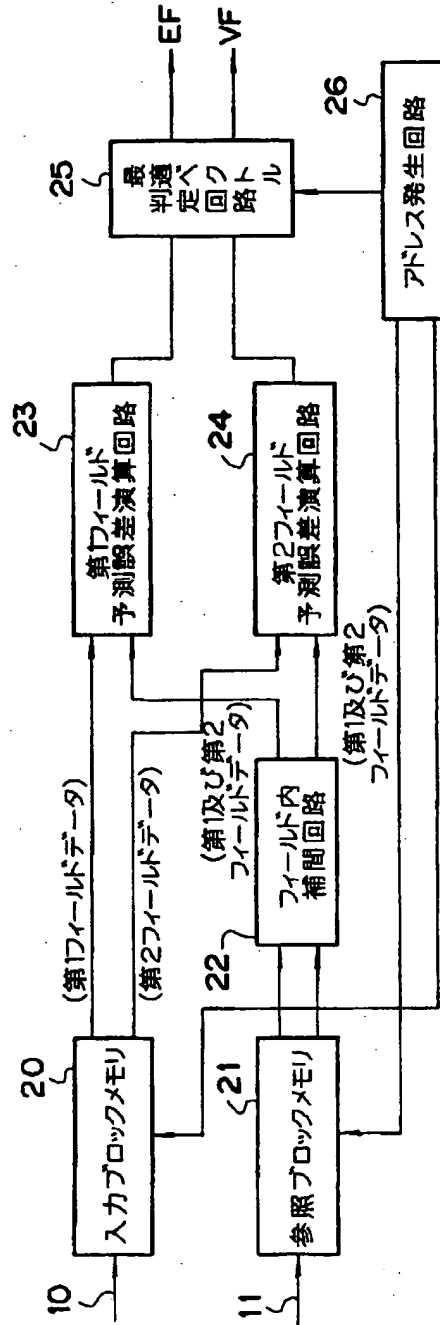 10
20
入力ブロックメモリ
(第1フィールドデータ)
(第2フィールドデータ)
11
21
参照ブロックメモリ
22
フィールド内
補間回路
(第1及び第2
フィールドデータ)
(第1及び第2
フィールドデータ)
23
第1フィールド
予測誤差演算回路
24
第2フィールド
予測誤差演算回路
25
最適ベクトル
判定回路
EF
VF
26
アドレス発生回路